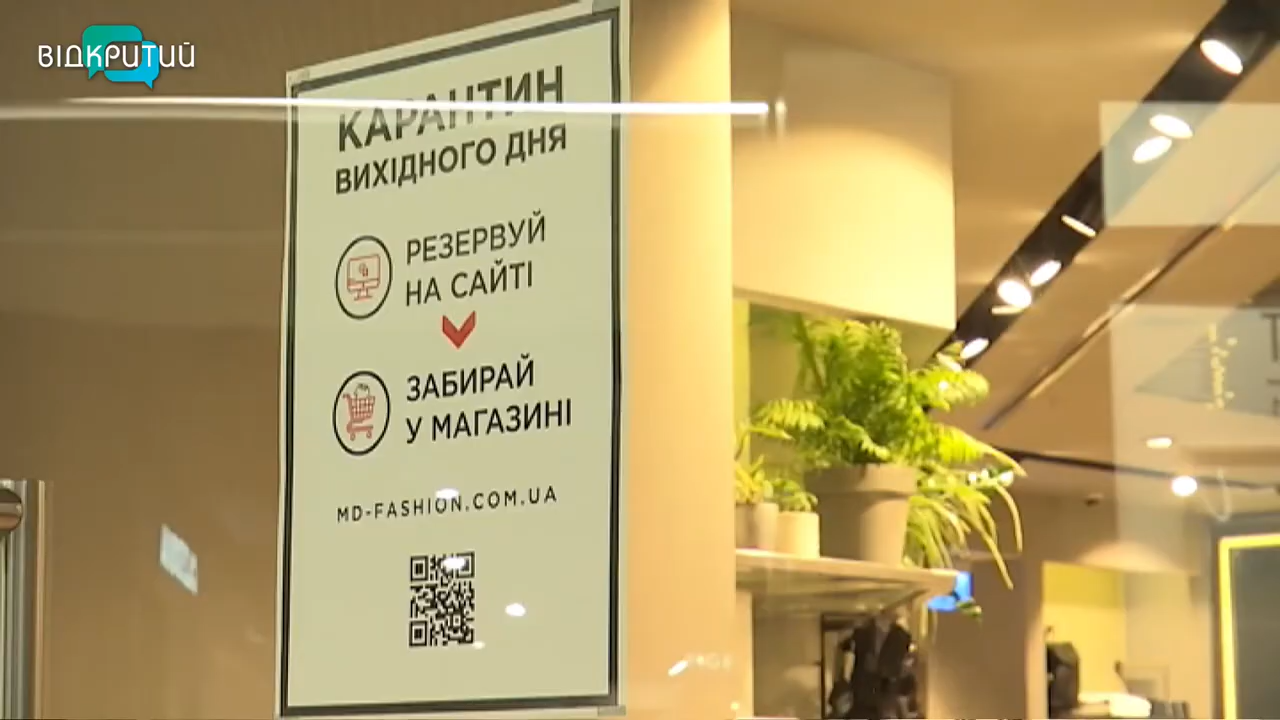 ВІДКРИТИЙ
КАРАНТИН
ВИХІДНОГО ДНЯ
РЕЗЕРВУЙ
НА САЙТІ
ЗАБИРАЙ
У МАГАЗИНІ
MD-FASHION.COM.UA